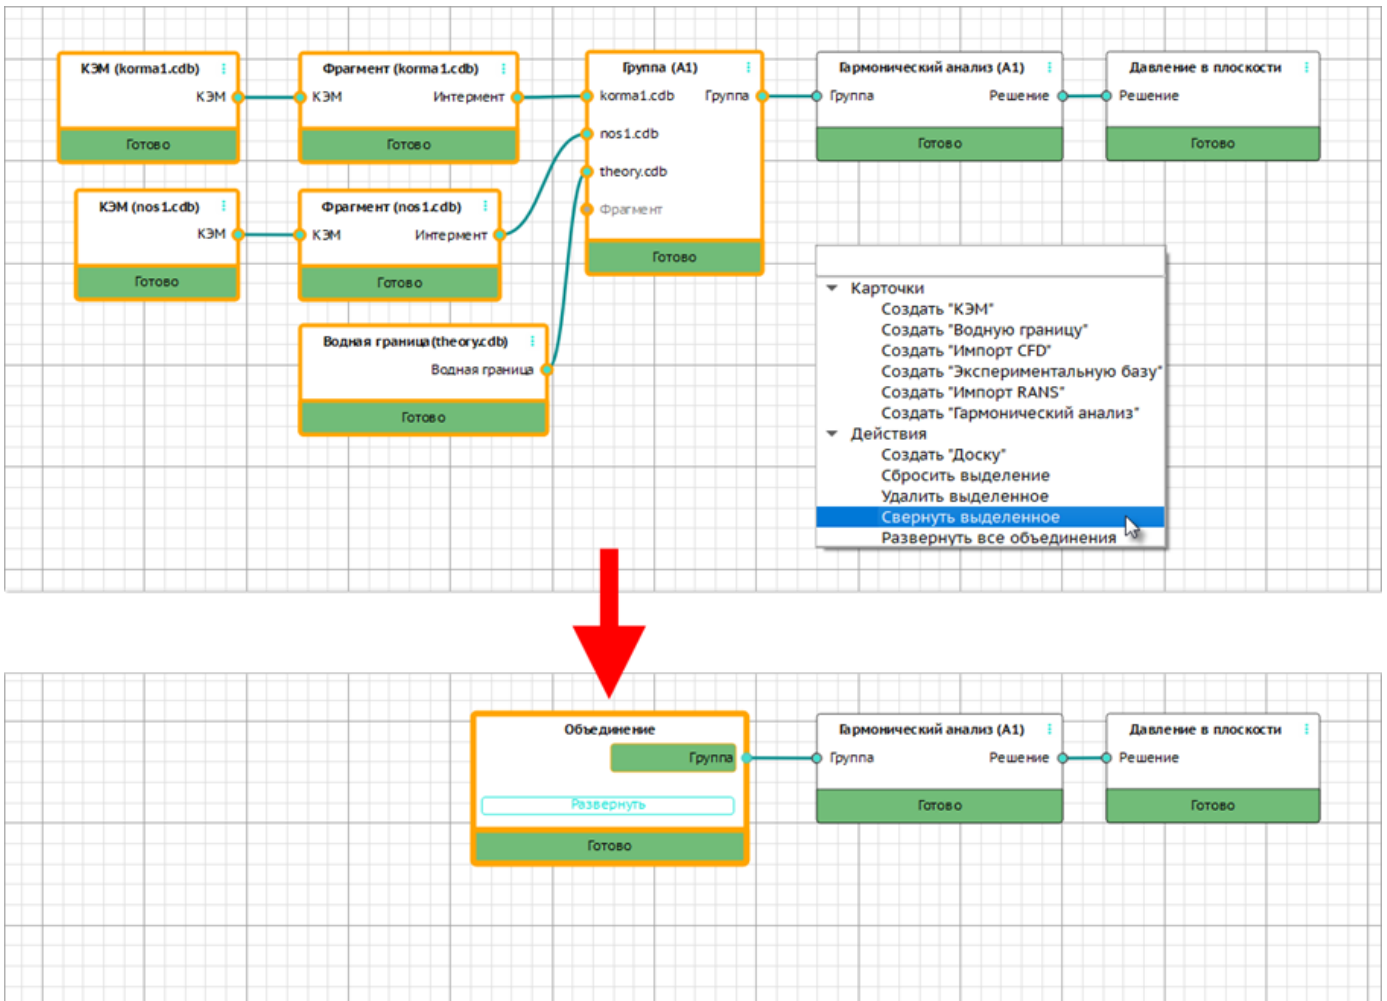 КЭМ (korma1.cdb)
КЭМ
Готово
Фрагмент (korma1.cdb)
КЭМ Интермент
Готово
Группа (А1)
korma1.cdb Группа
nos1.cdb
theory.cdb
Фрагмент
Готово
Гармонический анализ (А1)
Группа Решение
Готово
Давление в плоскости
Решение
Готово
КЭМ (nos1.cdb)
КЭМ
Готово
Фрагмент (nos1.cdb)
КЭМ Интермент
Готово
Водная граница(theory.cdb)
Водная граница
Готово
Карточки
Создать "КЭМ"
Создать "Водную границу"
Создать "Импорт CFD"
Создать "Экспериментальную базу"
Создать "Импорт RANS"
Создать "Гармонический анализ"
Действия
Создать "Доску"
Сбросить выделение
Удалить выделенное
Свернуть выделенное
Развернуть все объединения
Объединение
Группа
Развернуть
Готово
Гармонический анализ (А1)
Группа Решение
Готово
Давление в плоскости
Решение
Готово